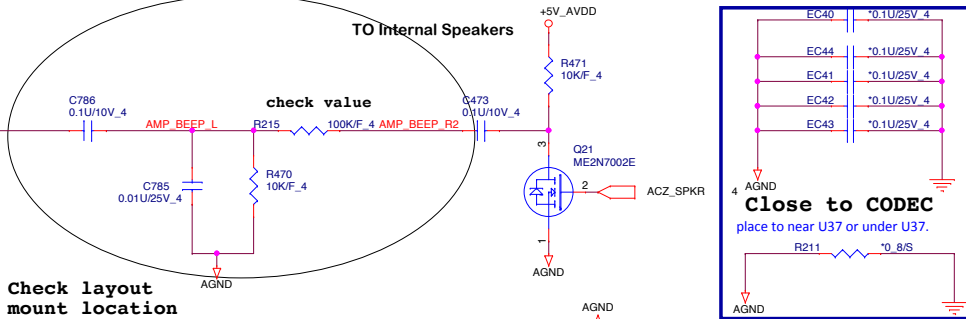 TO Internal Speakers
+5V_AVDD
R471
10K/F_4
C786
0.1U/10V_4
check value
C473
0.1U/10V_4
AMP_BEEP_L
R215
100K/F_4
AMP_BEEP_R2
3
Q21
ME2N7002E
2
ACZ_SPKR
1
C785
0.01U/25V_4
R470
10K/F_4
AGND
AGND
Check layout
mount location
AGND
EC40
*0.1U/25V_4
EC44
*0.1U/25V_4
EC41
*0.1U/25V_4
EC42
*0.1U/25V_4
EC43
*0.1U/25V_4
4
AGND
Close to CODEC
place to near U37 or under U37.
R211
*0_8/S
AGND